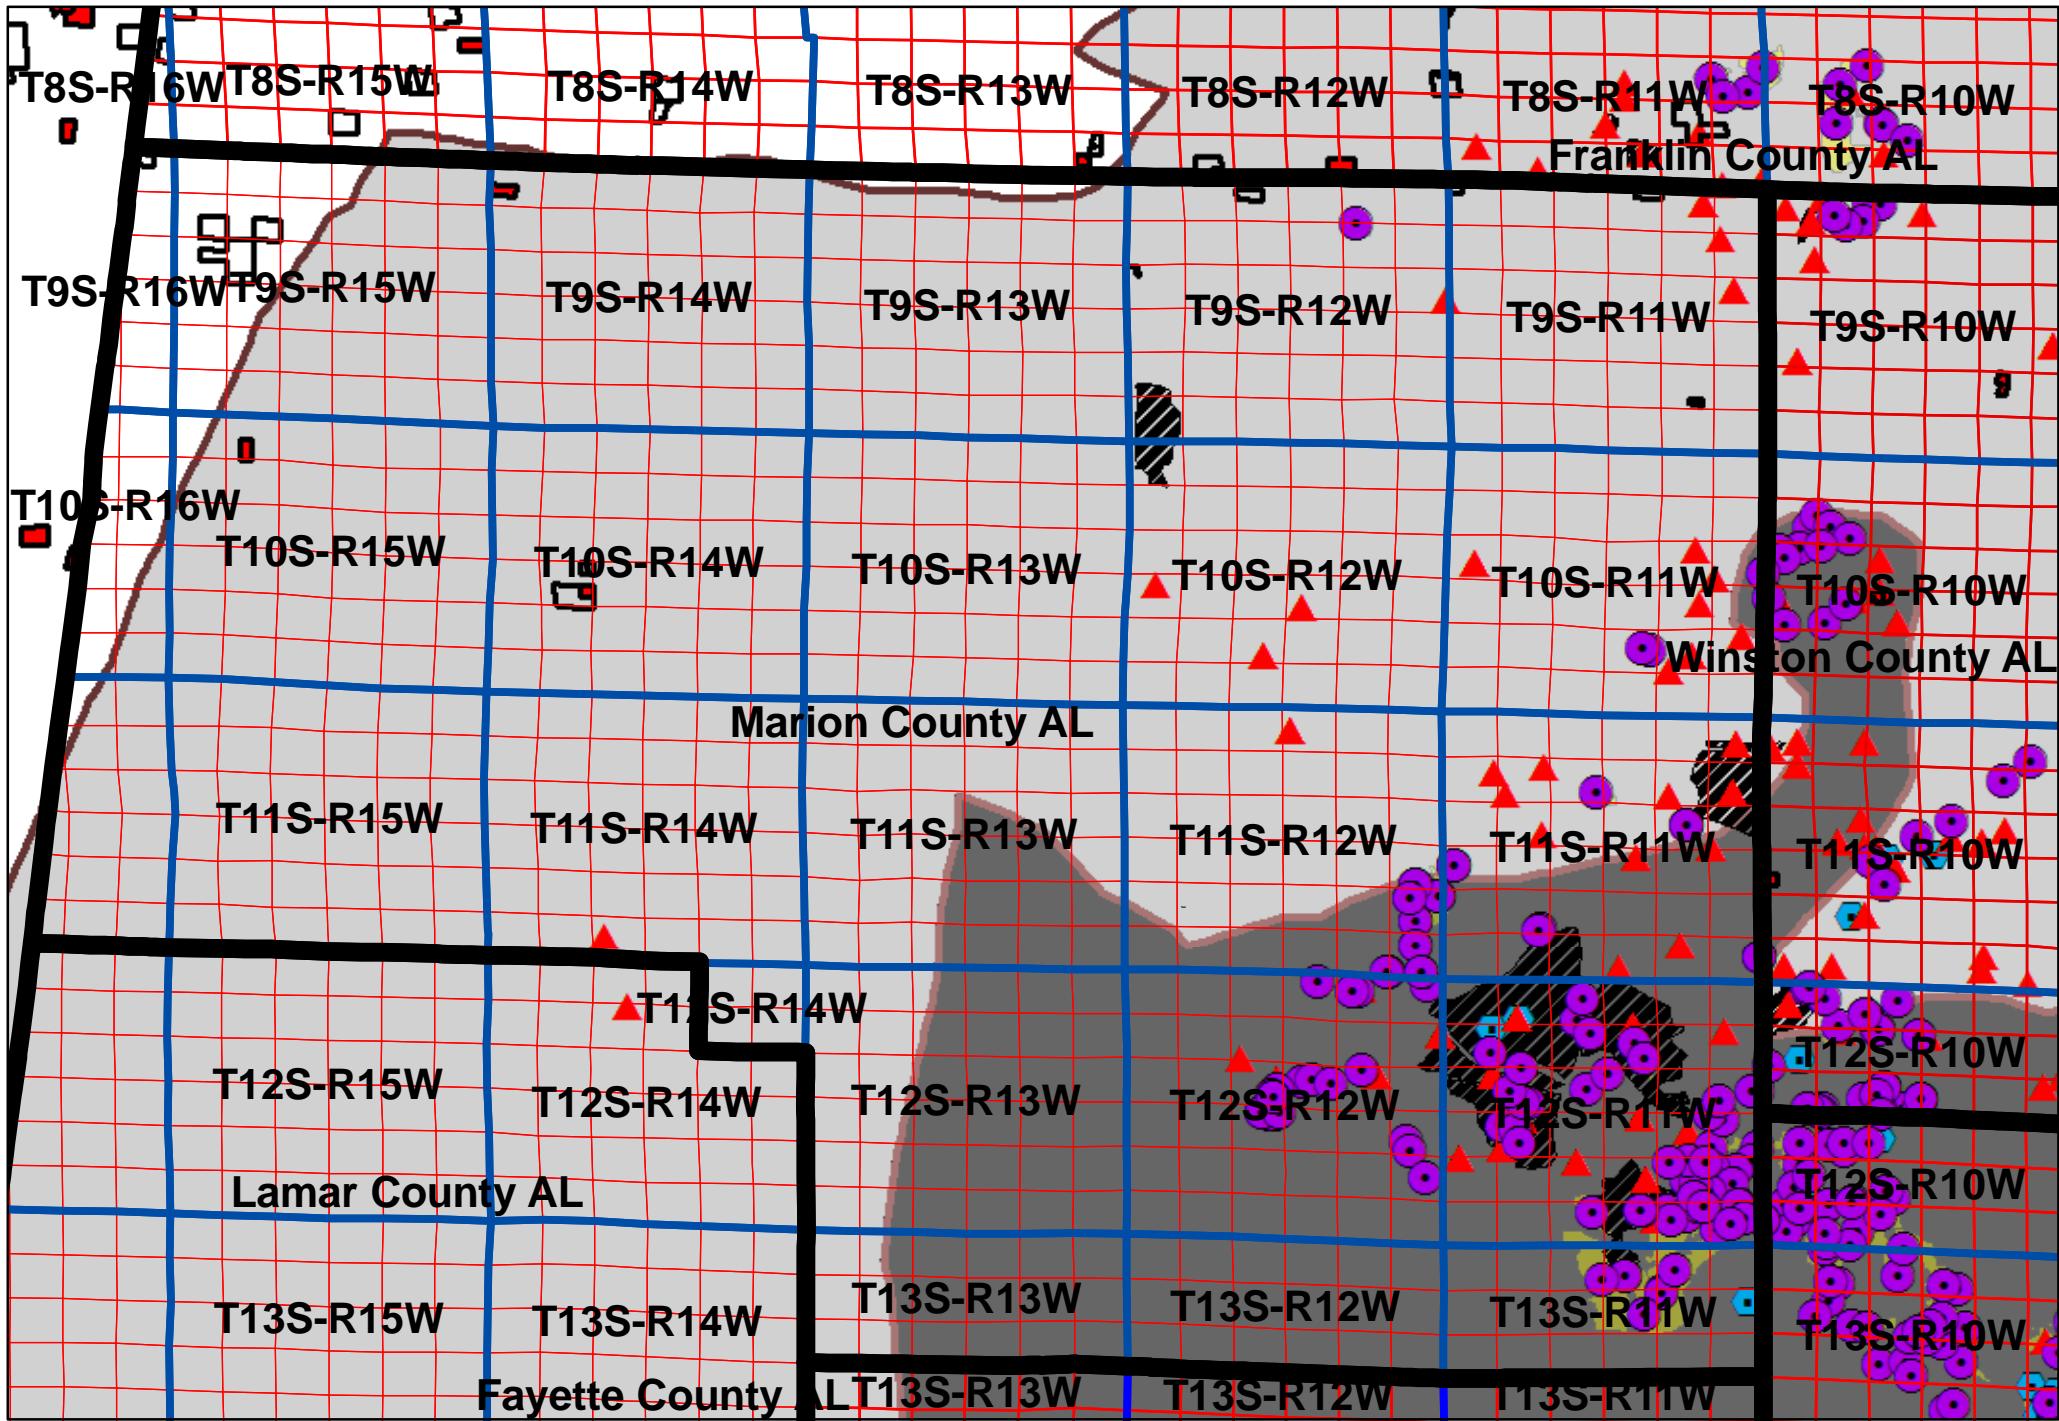 T8S-R16W
T8S-R15W
T8S-R14W
T8S-R13W
T8S-R12W
T8S-R11W
T8S-R10W
Franklin County AL
T9S-R16W
T9S-R15W
T9S-R14W
T9S-R13W
T9S-R12W
T9S-R11W
T9S-R10W
T10S-R16W
T10S-R15W
T10S-R14W
T10S-R13W
T10S-R12W
T10S-R11W
T10S-R10W
Winston County AL
Marion County AL
T11S-R15W
T11S-R14W
T11S-R13W
T11S-R12W
T11S-R11W
T11S-R10W
T12S-R14W
T12S-R10W
T12S-R15W
T12S-R14W
T12S-R13W
T12S-R12W
T12S-R11W
T12S-R10W
Lamar County AL
T13S-R15W
T13S-R14W
T13S-R13W
T13S-R12W
T13S-R11W
T13S-R10W
Fayette County AL
T13S-R13W
T13S-R12W
T13S-R11W